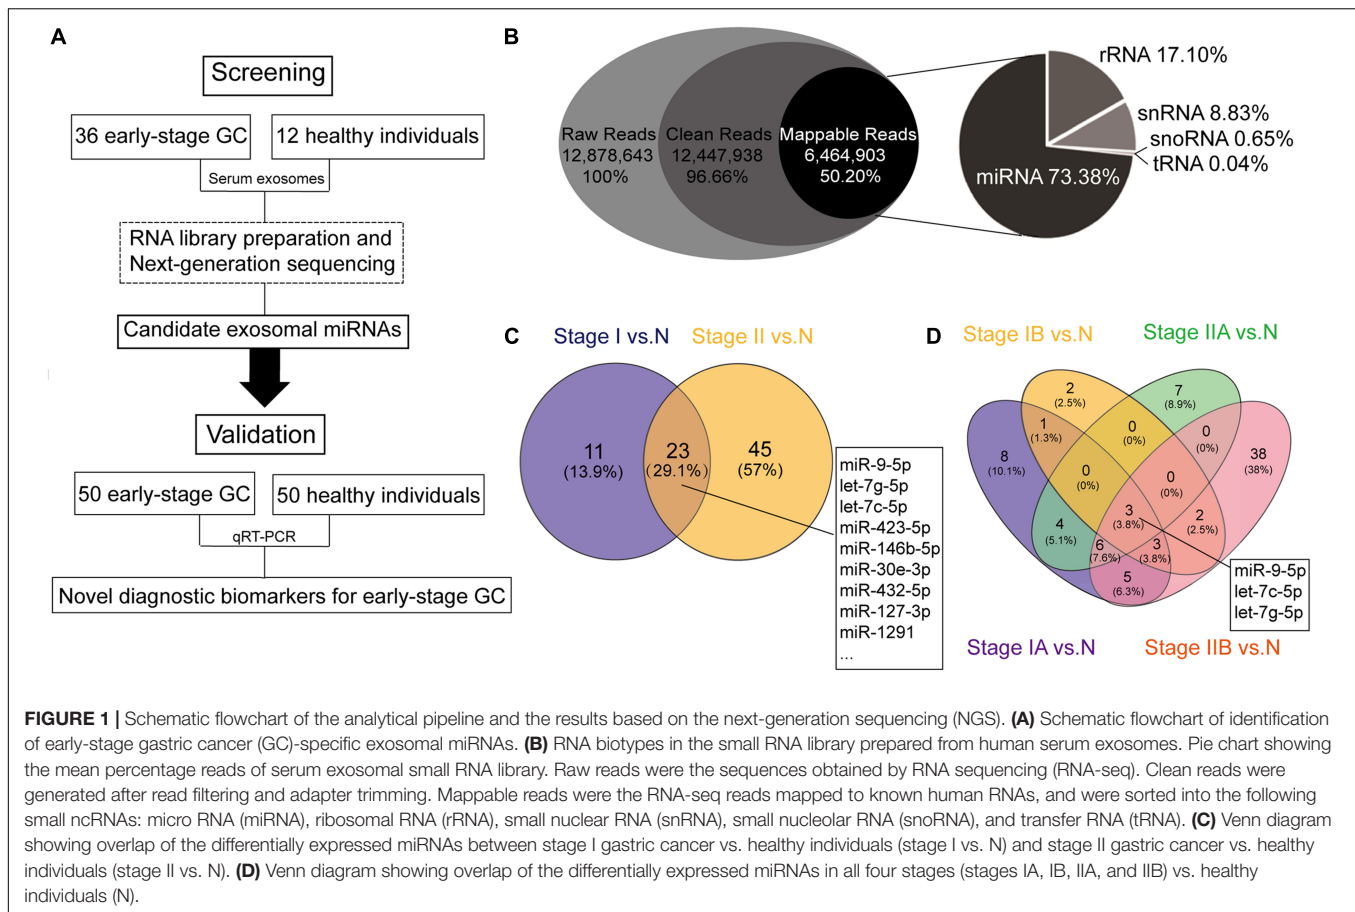 A
Screening
36 early-stage GC
12 healthy individuals
Serum exosomes
RNA library preparation and
Next-generation sequencing
Candidate exosomal miRNAs
Validation
50 early-stage GC
50 healthy individuals
qRT-PCR
Novel diagnostic biomarkers for early-stage GC
B
Raw Reads
12,878,643
100%
Clean Reads
12,447,938
96.66%
Mappable Reads
6,464,903
50.20%
rRNA 17.10%
snRNA 8.83%
snoRNA 0.65%
tRNA 0.04%
miRNA 73.38%
C
Stage I vs.N
Stage II vs.N
11
(13.9%)
23
(29.1%)
45
(57%)
miR-9-5p
let-7g-5p
let-7c-5p
miR-423-5p
miR-146b-5p
miR-30e-3p
miR-432-5p
miR-127-3p
miR-1291
...
D
Stage IB vs.N
Stage IIA vs.N
2
(2.5%)
7
(8.9%)
1
(1.3%)
0
(0%)
0
(0%)
8
(10.1%)
38
(38%)
0
(0%)
0
(0%)
3
(3.8%)
4
(5.1%)
2
(2.5%)
6
(7.6%)
3
(3.8%)
5
(6.3%)
miR-9-5p
let-7c-5p
let-7g-5p
Stage IA vs.N
Stage IIB vs.N
FIGURE 1 | Schematic flowchart of the analytical pipeline and the results based on the next-generation sequencing (NGS). (A) Schematic flowchart of identification
of early-stage gastric cancer (GC)-specific exosomal miRNAs. (B) RNA biotypes in the small RNA library prepared from human serum exosomes. Pie chart showing
the mean percentage reads of serum exosomal small RNA library. Raw reads were the sequences obtained by RNA sequencing (RNA-seq). Clean reads were
generated after read filtering and adapter trimming. Mappable reads were the RNA-seq reads mapped to known human RNAs, and were sorted into the following
small ncRNAs: micro RNA (miRNA), ribosomal RNA (rRNA), small nuclear RNA (snRNA), small nucleolar RNA (snoRNA), and transfer RNA (tRNA). (C) Venn diagram
showing overlap of the differentially expressed miRNAs between stage I gastric cancer vs. healthy individuals (stage I vs. N) and stage II gastric cancer vs. healthy
individuals (stage II vs. N). (D) Venn diagram showing overlap of the differentially expressed miRNAs in all four stages (stages IA, IB, IIA, and IIB) vs. healthy
individuals (N).